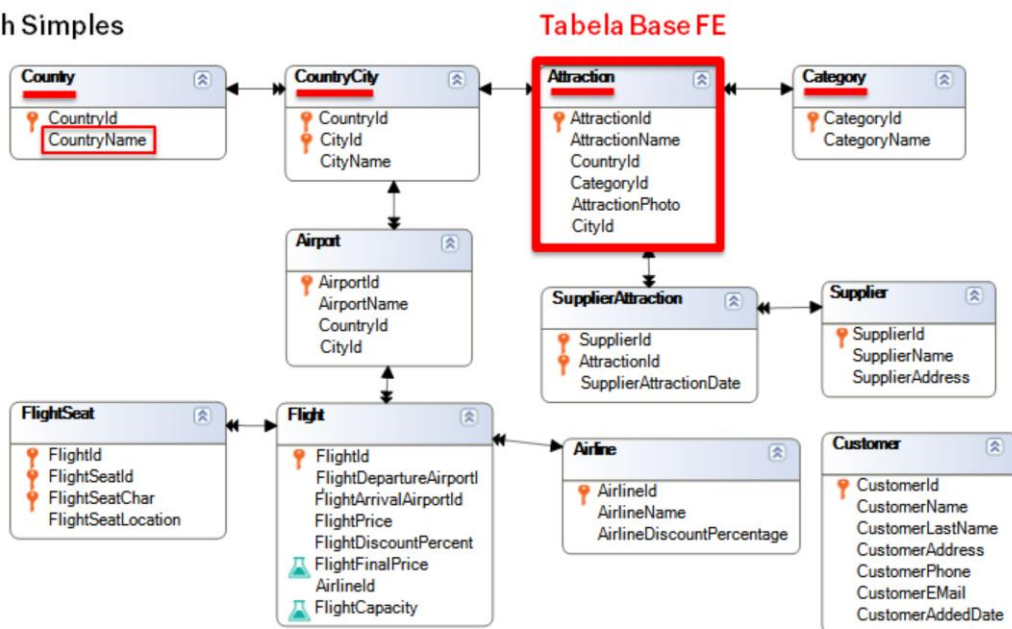 h Simples
Tabela Base FE
Country
CountryId
CountryName
CountryCity
CountryId
CityId
CityName
Attraction
AttractionId
AttractionName
CountryId
CategoryId
AttractionPhoto
CityId
Category
CategoryId
CategoryName
Airport
AirportId
AirportName
CountryId
CityId
SupplierAttraction
SupplierId
AttractionId
SupplierAttractionDate
Supplier
SupplierId
SupplierName
SupplierAddress
FlightSeat
FlightId
FlightSeatId
FlightSeatChar
FlightSeatLocation
Flight
FlightId
FlightDepartureAirportI
FlightArrivalAirportId
FlightPrice
FlightDiscountPercent
FlightFinalPrice
AirlineId
FlightCapacity
Airline
AirlineId
AirlineName
AirlineDiscountPercentage
Customer
CustomerId
CustomerName
CustomerLastName
CustomerAddress
CustomerPhone
CustomerEMail
CustomerAddedDate